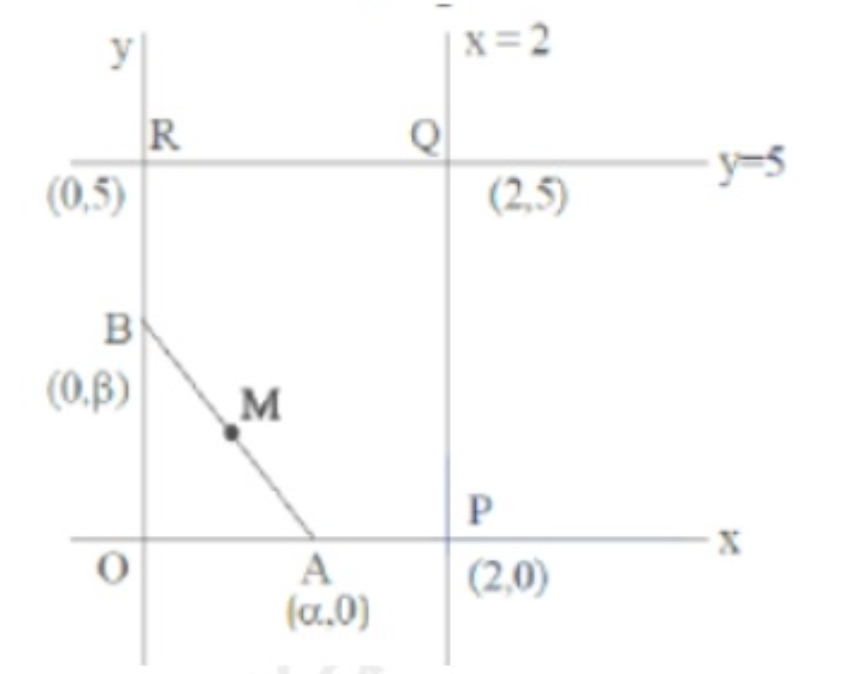 y
x = 2
R
Q
y=5
(0,5)
(2,5)
B
(0,β)
M
P
x
O
A
(2,0)
(α,0)